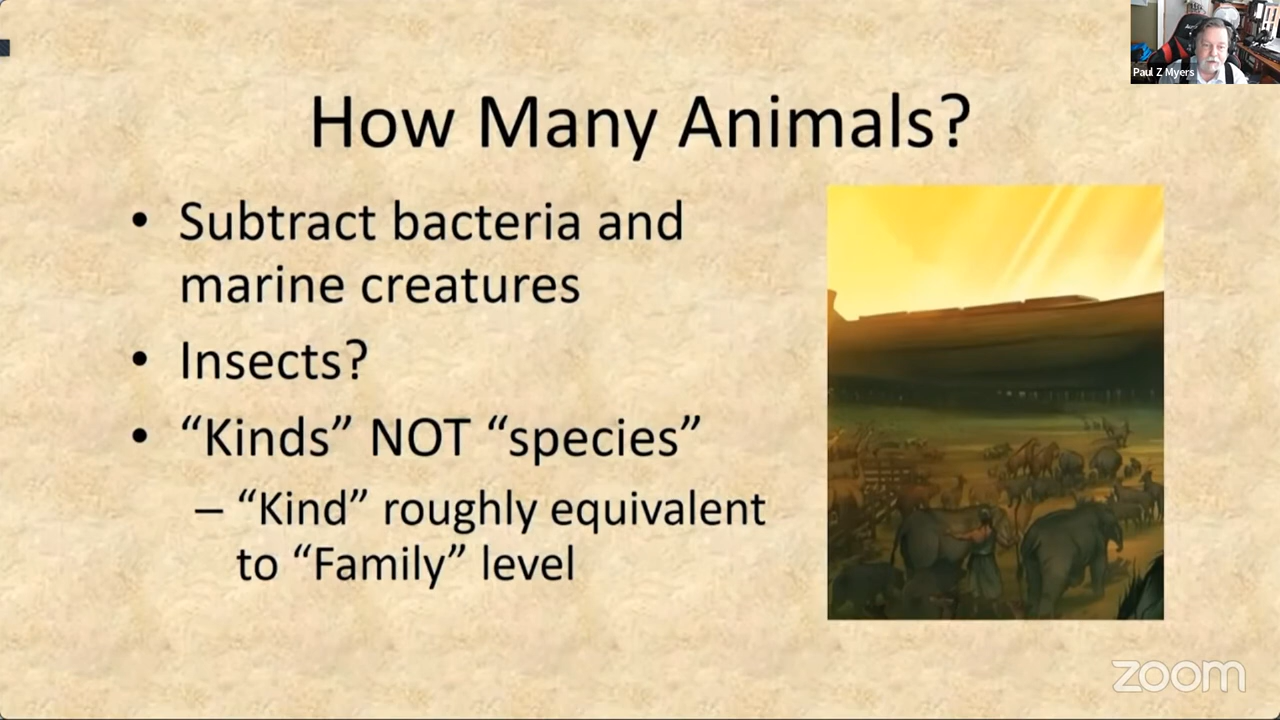 Paul Z Myers
How Many Animals?
• Subtract bacteria and
marine creatures
• Insects?
• “Kinds” NOT “species”
– “Kind” roughly equivalent
to “Family” level
zoom